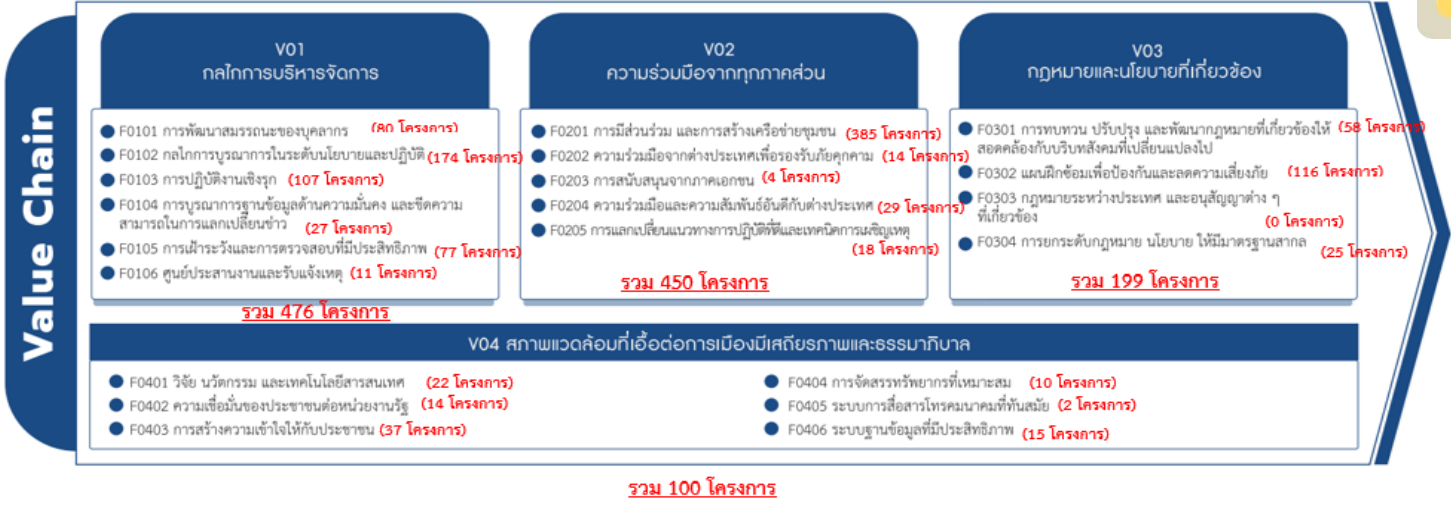 Value Chain
V01
กลไกการบริหารจัดการ
F0101 การพัฒนาสมรรถนะของบุคลากร (80 โครงการ)
F0102 กลไกการบูรณาการในระดับนโยบายและปฏิบัติ (174 โครงการ)
F0103 การปฏิบัติงานเชิงรุก (107 โครงการ)
F0104 การบูรณาการฐานข้อมูลด้านความมั่นคง และขีดความ
สามารถในการแลกเปลี่ยนข่าว (27 โครงการ)
F0105 การเฝ้าระวังและการตรวจสอบที่มีประสิทธิภาพ (77 โครงการ)
F0106 ศูนย์ประสานงานและรับแจ้งเหตุ (11 โครงการ)
รวม 476 โครงการ
V02
ความร่วมมือจากทุกภาคส่วน
F0201 การมีส่วนร่วม และการสร้างเครือข่ายชุมชน (385 โครงการ)
F0202 ความร่วมมือจากต่างประเทศเพื่อรองรับภัยคุกคาม (14 โครงการ)
F0203 การสนับสนุนจากภาคเอกชน (4 โครงการ)
F0204 ความร่วมมือและความสัมพันธ์อันดีกับต่างประเทศ (29 โครงการ)
F0205 การแลกเปลี่ยนแนวทางการปฏิบัติที่ดีและเทคนิคการเผชิญเหตุ
(18 โครงการ)
รวม 450 โครงการ
V03
กฎหมายและนโยบายที่เกี่ยวข้อง
F0301 การทบทวน ปรับปรุง และพัฒนากฎหมายที่เกี่ยวข้องให้ (58 โครงการ)
สอดคล้องกับบริบทสังคมที่เปลี่ยนแปลงไป
F0302 แผนฝึกซ้อมเพื่อป้องกันและลดความเสี่ยงภัย (116 โครงการ)
F0303 กฎหมายระหว่างประเทศ และอนุสัญญาต่าง ๆ
ที่เกี่ยวข้อง (0 โครงการ)
F0304 การยกระดับกฎหมาย นโยบาย ให้มีมาตรฐานสากล (25 โครงการ)
รวม 199 โครงการ
V04 สภาพแวดล้อมที่เอื้อต่อการเมืองมีเสถียรภาพและธรรมาภิบาล
F0401 วิจัย นวัตกรรม และเทคโนโลยีสารสนเทศ (22 โครงการ)
F0402 ความเชื่อมั่นของประชาชนต่อหน่วยงานรัฐ (14 โครงการ)
F0403 การสร้างความเข้าใจให้กับประชาชน (37 โครงการ)
F0404 การจัดสรรทรัพยากรที่เหมาะสม (10 โครงการ)
F0405 ระบบการสื่อสารโทรคมนาคมที่ทันสมัย (2 โครงการ)
F0406 ระบบฐานข้อมูลที่มีประสิทธิภาพ (15 โครงการ)
รวม 100 โครงการ